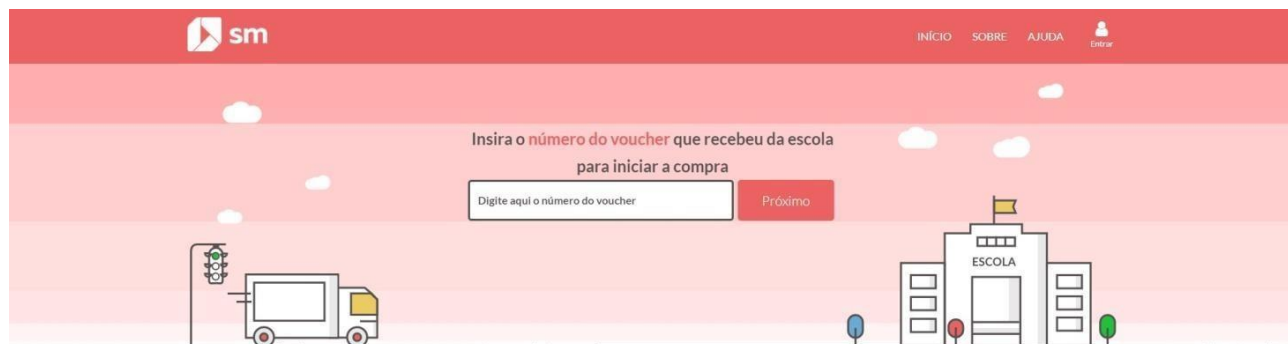 sm
INÍCIO SOBRE AJUDA
Entrar
Insira o número do voucher que recebeu da escola
para iniciar a compra
Digite aqui o número do voucher Próximo
ESCOLA